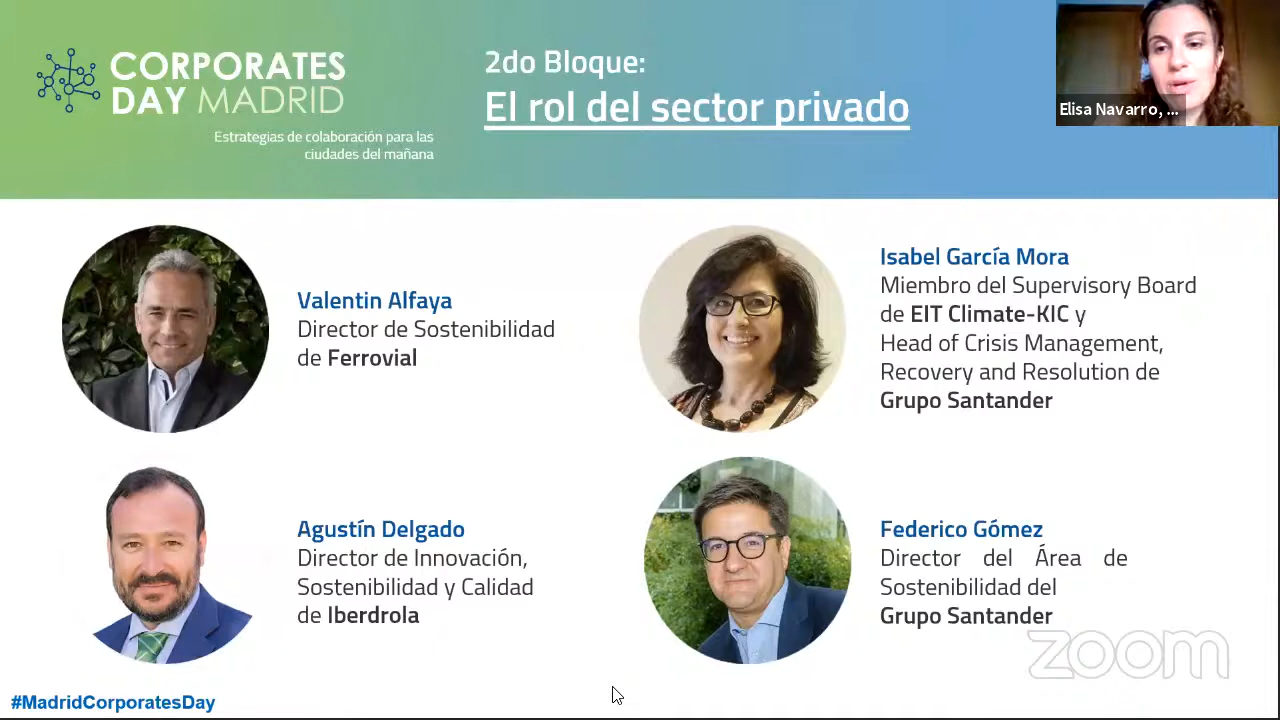 CORPORATES
DAY MADRID
Estrategias de colaboración para las
ciudades del mañana
2do Bloque:
El rol del sector privado
Elisa Navarro, ...
Valentin Alfaya
Director de Sostenibilidad
de Ferrovial
Isabel García Mora
Miembro del Supervisory Board
de EIT Climate-KIC y
Head of Crisis Management,
Recovery and Resolution de
Grupo Santander
Agustín Delgado
Director de Innovación,
Sostenibilidad y Calidad
de Iberdrola
Federico Gómez
Director del Área de
Sostenibilidad del
Grupo Santander
zoom
#MadridCorporatesDay